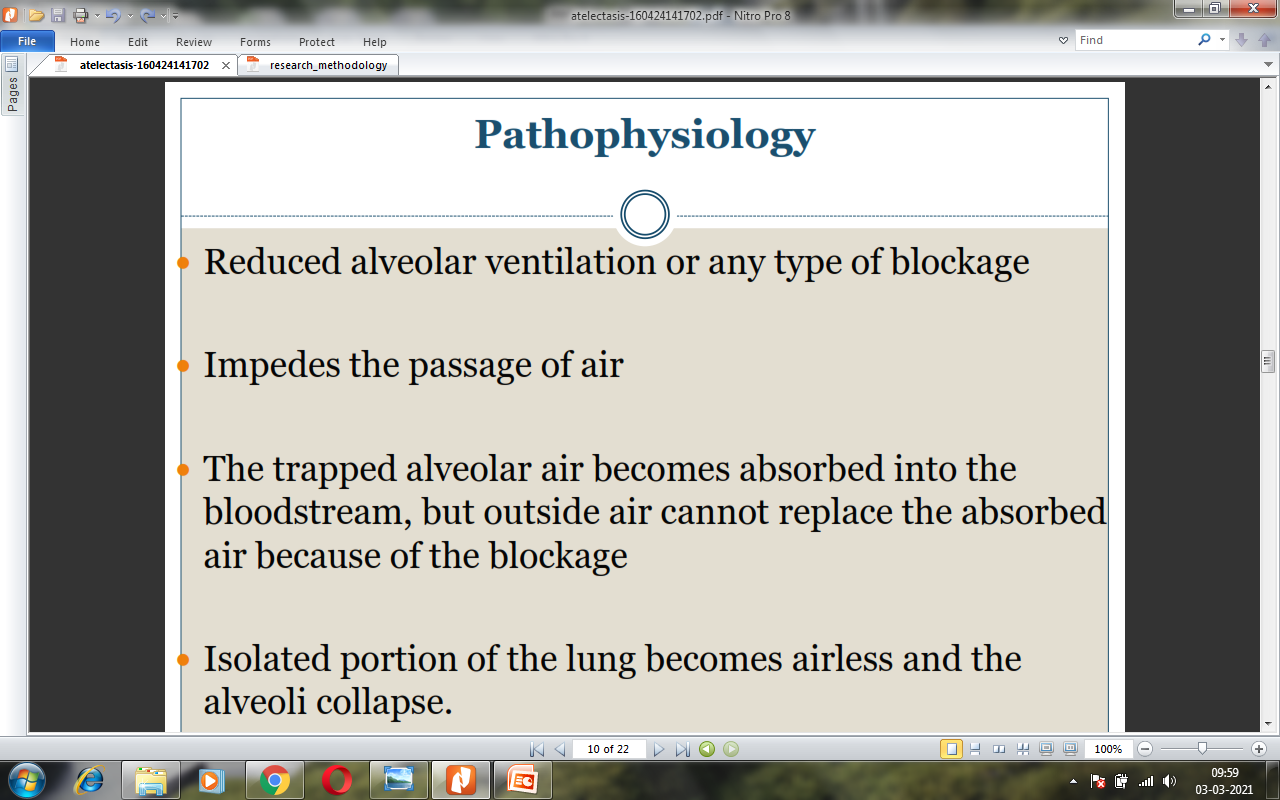 atelectasis-160424141702.pdf - Nitro Pro 8
File Home Edit Review Forms Protect Help Find
atelectasis-160424141702 research_methodology
Pages
Pathophysiology
Reduced alveolar ventilation or any type of blockage
Impedes the passage of air
The trapped alveolar air becomes absorbed into the
bloodstream, but outside air cannot replace the absorbed
air because of the blockage
Isolated portion of the lung becomes airless and the
alveoli collapse.
10 of 22 100%
09:59
03-03-2021